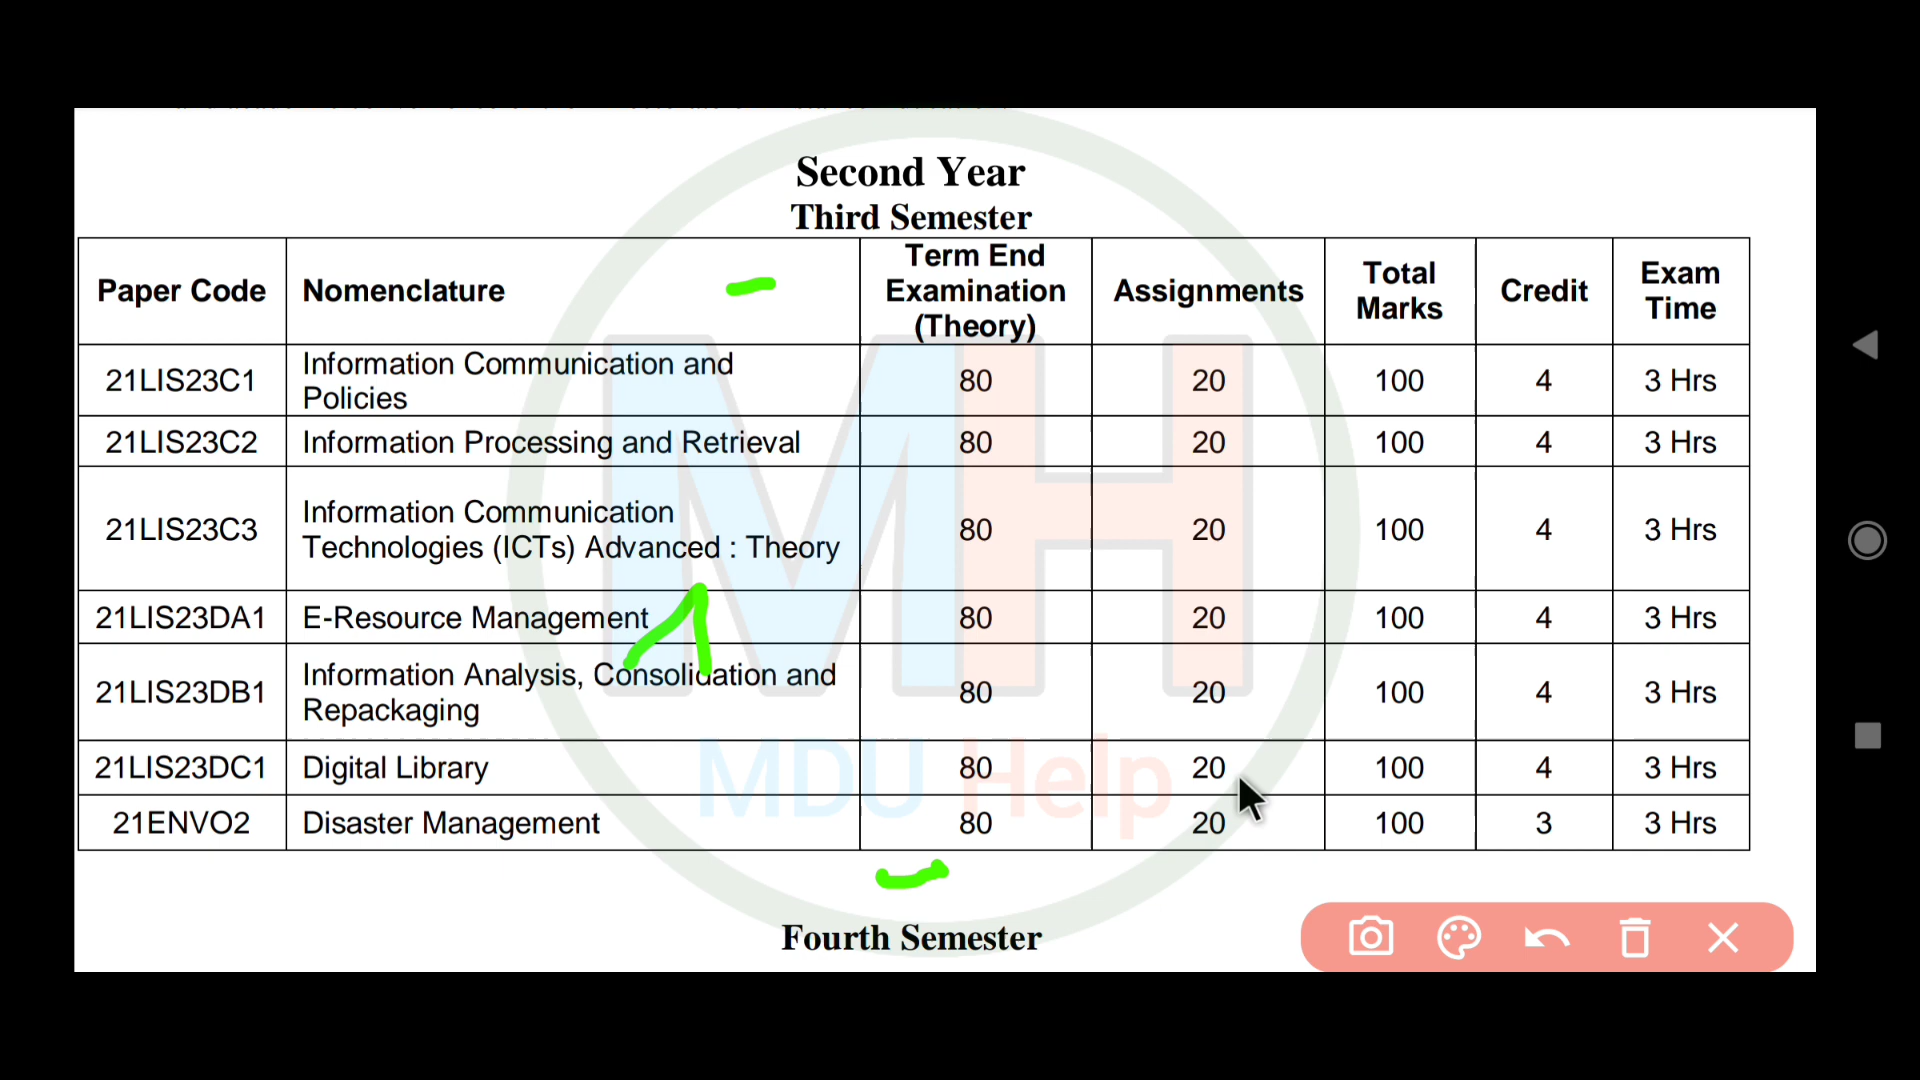 Second Year
Third Semester
Paper Code Nomenclature Term End Examination (Theory) Assignments Total Marks Credit Exam Time
21LIS23C1 Information Communication and Policies 80 20 100 4 3 Hrs
21LIS23C2 Information Processing and Retrieval 80 20 100 4 3 Hrs
21LIS23C3 Information Communication Technologies (ICTs) Advanced : Theory 80 20 100 4 3 Hrs
21LIS23DA1 E-Resource Management 80 20 100 4 3 Hrs
21LIS23DB1 Information Analysis, Consolidation and Repackaging 80 20 100 4 3 Hrs
21LIS23DC1 Digital Library 80 20 100 4 3 Hrs
21ENVO2 Disaster Management 80 20 100 3 3 Hrs
Fourth Semester
MH
MDU Help